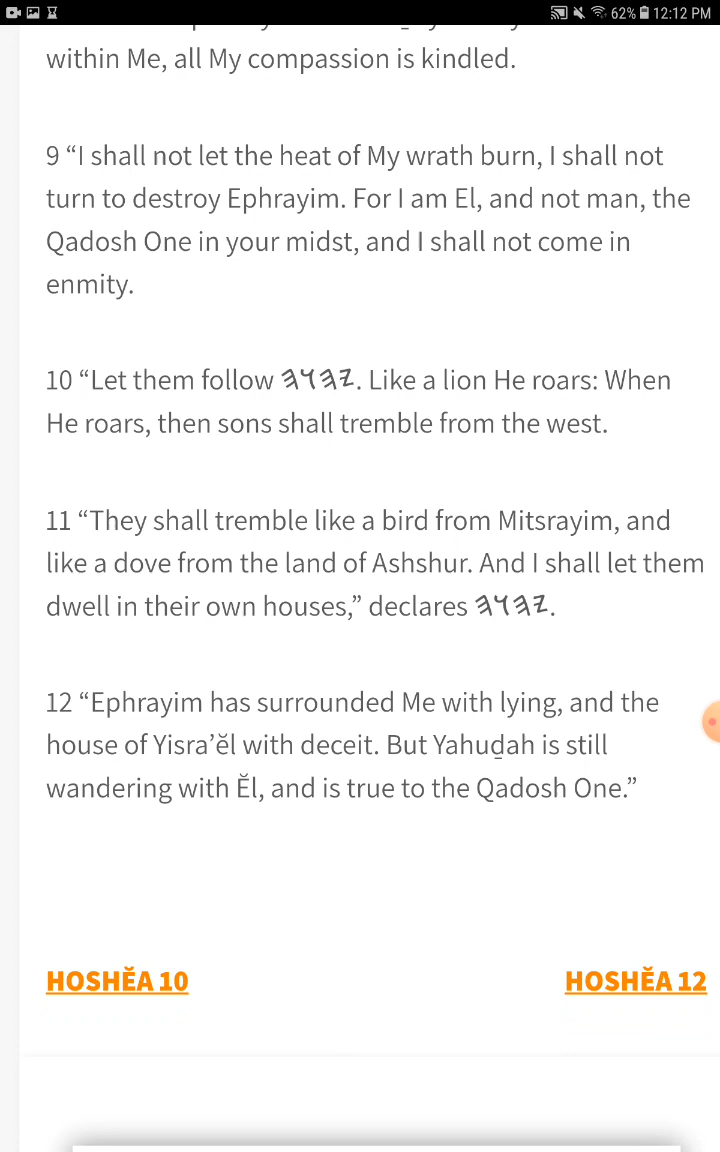 62% 12:12 PM
within Me, all My compassion is kindled.
9 “I shall not let the heat of My wrath burn, I shall not
turn to destroy Ephrayim. For I am El, and not man, the
Qadosh One in your midst, and I shall not come in
enmity.
10 “Let them follow 𐤉𐤄𐤅𐤄. Like a lion He roars: When
He roars, then sons shall tremble from the west.
11 “They shall tremble like a bird from Mitsrayim, and
like a dove from the land of Ashshur. And I shall let them
dwell in their own houses,” declares 𐤉𐤄𐤅𐤄.
12 “Ephrayim has surrounded Me with lying, and the
house of Yisra’ĕl with deceit. But Yahuḏah is still
wandering with Ĕl, and is true to the Qadosh One.”
HOSHĔA 10
HOSHĔA 12